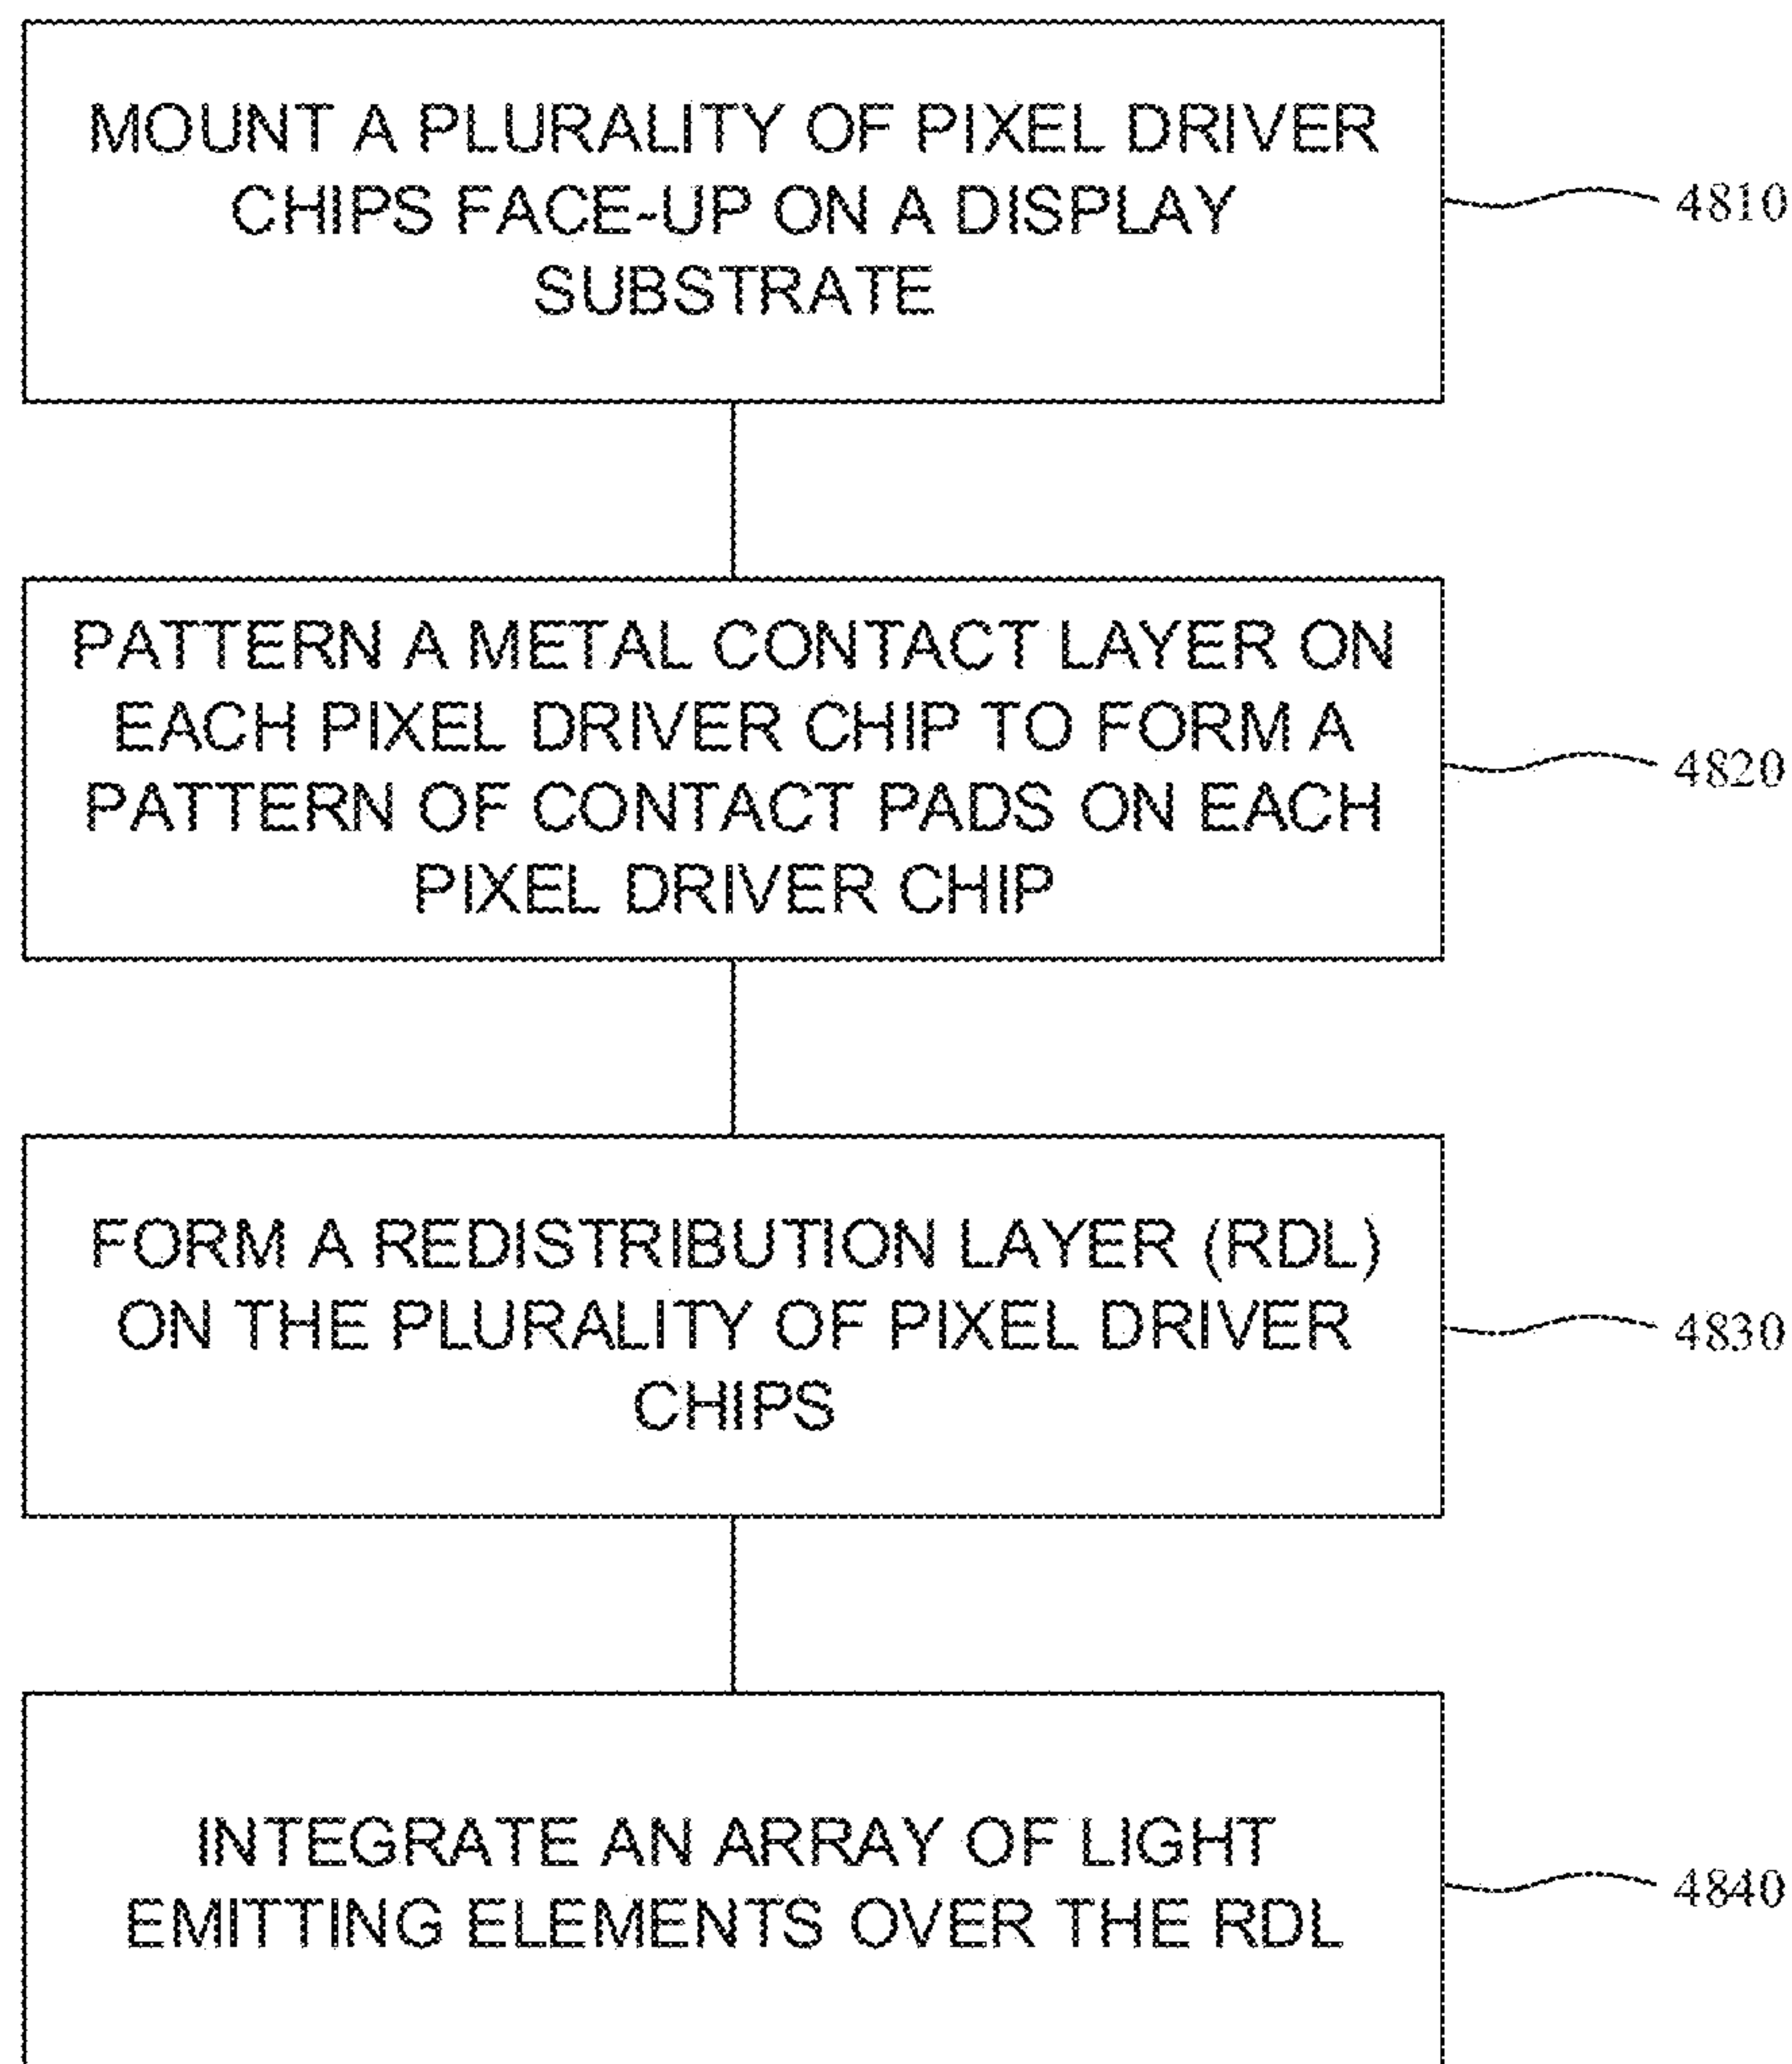 MOUNT A PLURALITY OF PIXEL DRIVER
CHIPS FACE-UP ON A DISPLAY
SUBSTRATE
4810
PATTERN A METAL CONTACT LAYER ON
EACH PIXEL DRIVER CHIP TO FORM A
PATTERN OF CONTACT PADS ON EACH
PIXEL DRIVER CHIP
4820
FORM A REDISTRIBUTION LAYER (RDL)
ON THE PLURALITY OF PIXEL DRIVER
CHIPS
4830
INTEGRATE AN ARRAY OF LIGHT
EMITTING ELEMENTS OVER THE RDL
4840